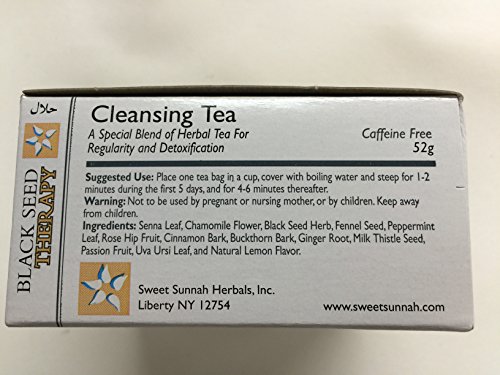 حلال
BLACK SEED
THERAPY
Cleansing Tea
A Special Blend of Herbal Tea For
Regularity and Detoxification
Caffeine Free
52g
Suggested Use: Place one tea bag in a cup, cover with boiling water and steep for 1-2
minutes during the first 5 days, and for 4-6 minutes thereafter.
Warning: Not to be used by pregnant or nursing mother, or by children. Keep away
from children.
Ingredients: Senna Leaf, Chamomile Flower, Black Seed Herb, Fennel Seed, Peppermint
Leaf, Rose Hip Fruit, Cinnamon Bark, Buckthorn Bark, Ginger Root, Milk Thistle Seed,
Passion Fruit, Uva Ursi Leaf, and Natural Lemon Flavor.
Sweet Sunnah Herbals, Inc.
Liberty NY 12754
www.sweetsunnah.com